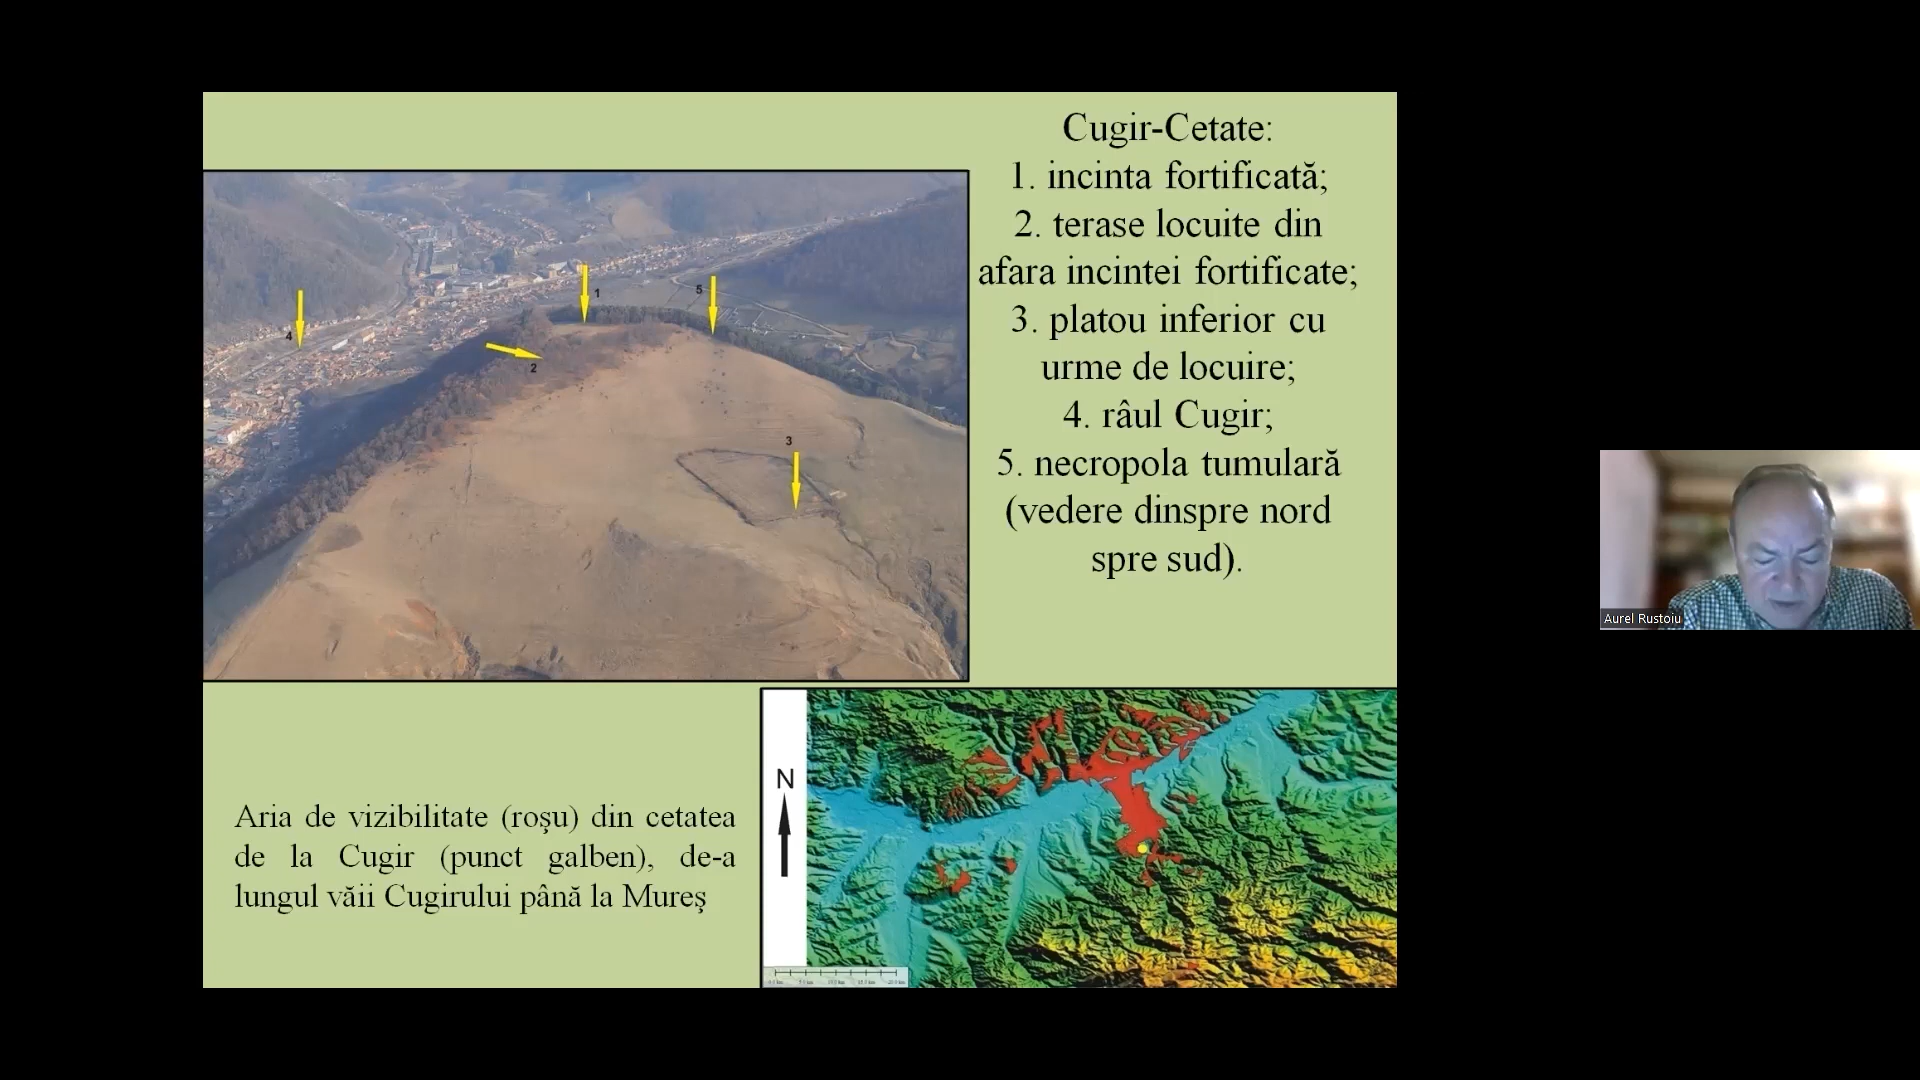 Cugir-Cetate:
1. incinta fortificată;
2. terase locuite din
afara incintei fortificate;
3. platou inferior cu
urme de locuire;
4. râul Cugir;
5. necropola tumulară
(vedere dinspre nord
spre sud).
1
5
4
2
3
Aurel Rustoiu
N
Aria de vizibilitate (roşu) din cetatea
de la Cugir (punct galben), de-a
lungul văii Cugirului până la Mureş